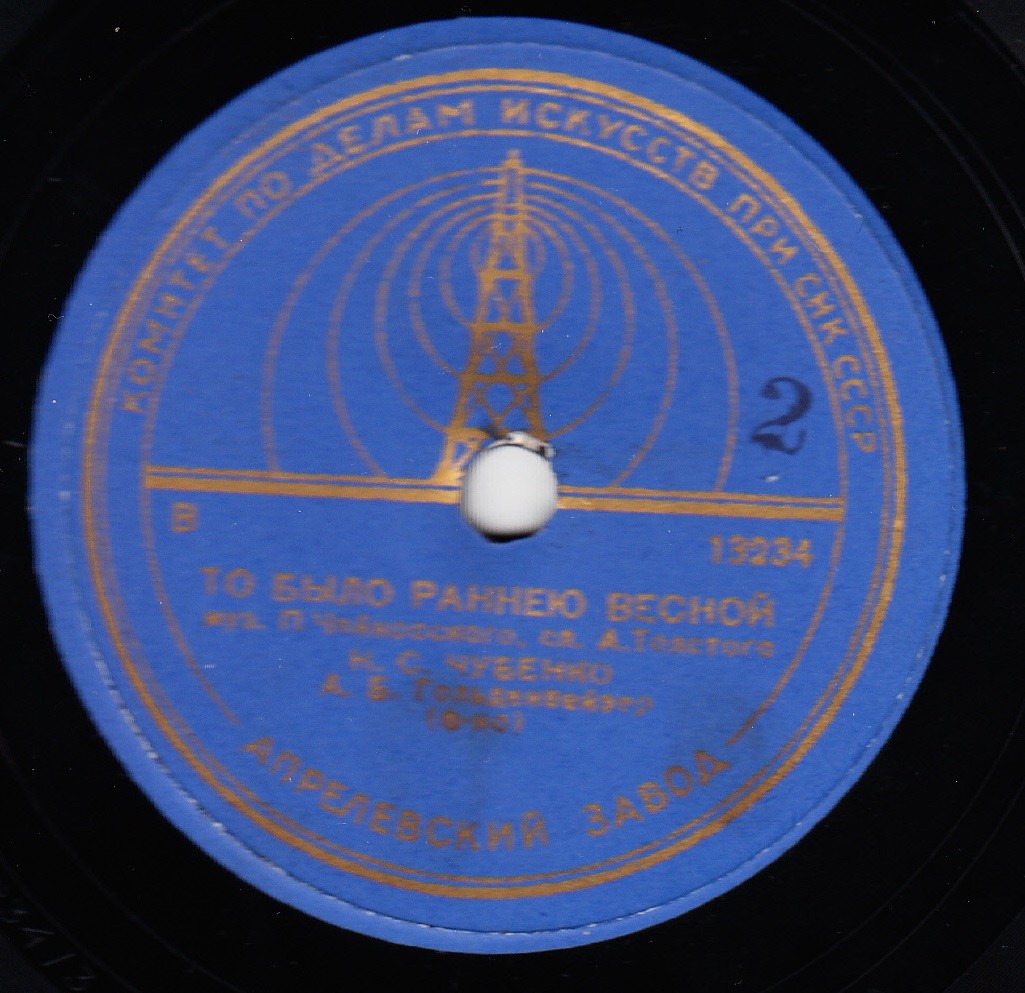 КОМИТЕТ ПО ДЕЛАМ ИСКУССТВ ПРИ СНК СССР
2
В
13234
ТО БЫЛО РАННЕЮ ВЕСНОЙ
муз. П. Чайковского, сл. А. Толстого
Н. С. ЧУБЕНКО
А. Б. Гольденвейзер
(ф-но)
АПРЕЛЕВСКИЙ ЗАВОД